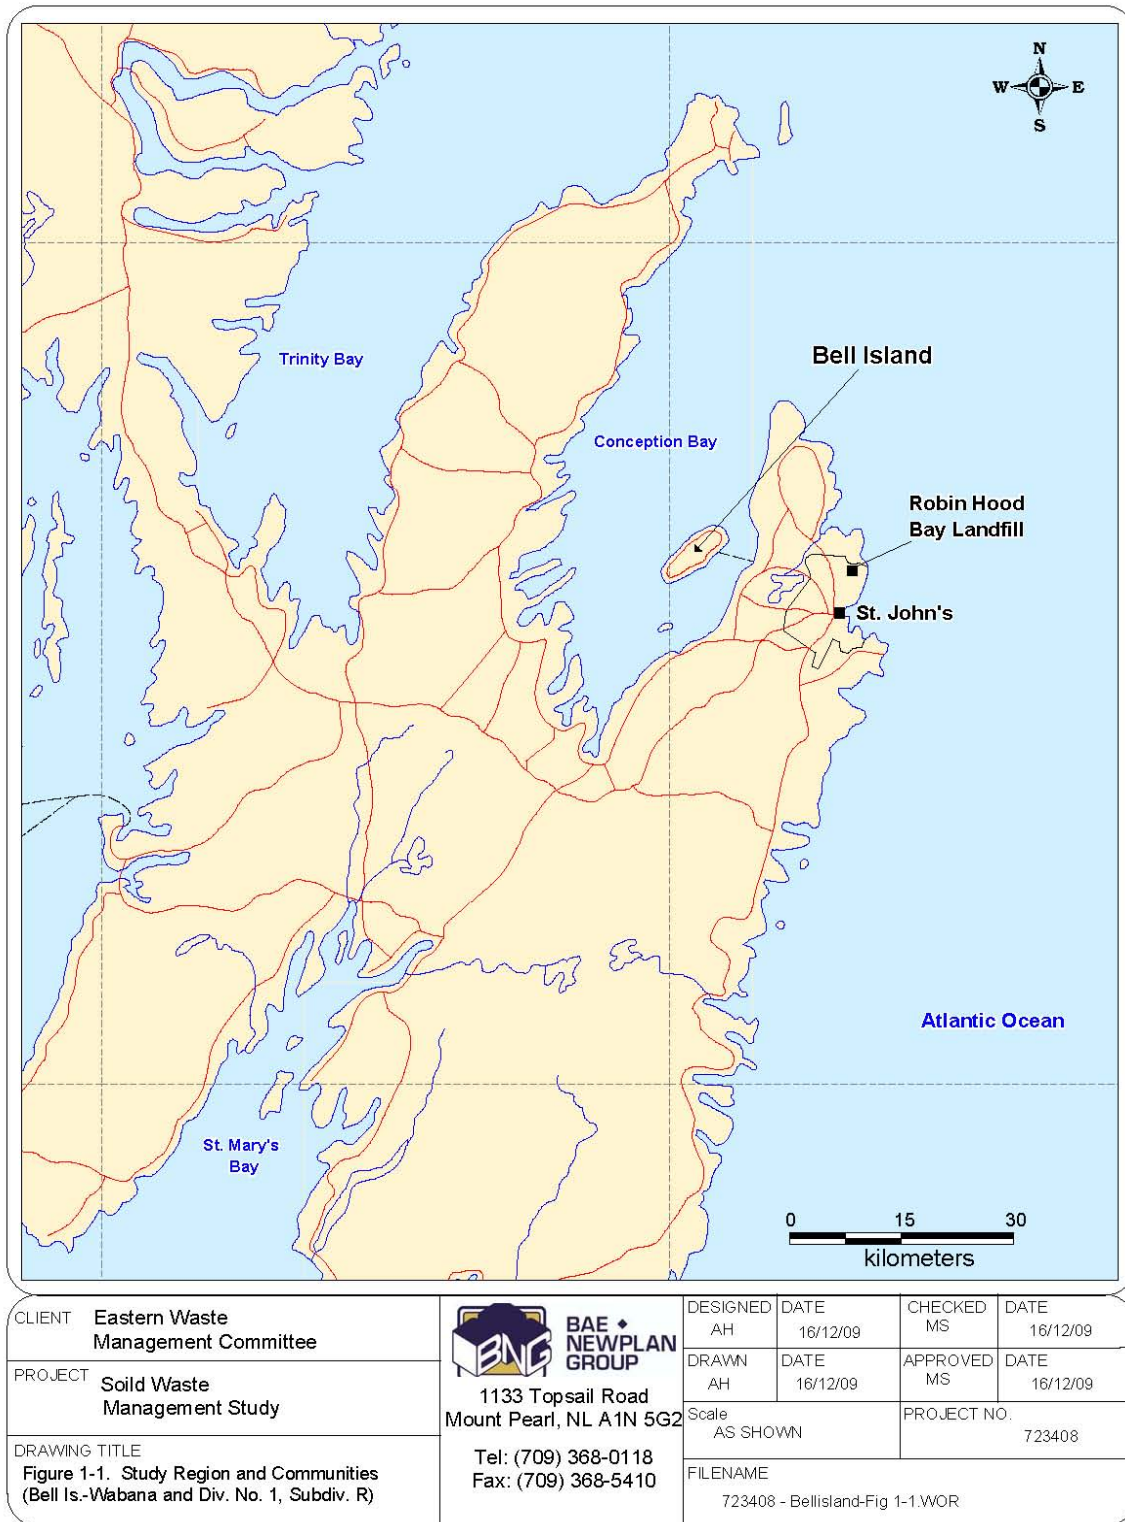 N
W E
S
Trinity Bay
Bell Island
Conception Bay
Robin Hood
Bay Landfill
St. John's
Atlantic Ocean
St. Mary's
Bay
0 15 30
kilometers
CLIENT Eastern Waste
Management Committee
PROJECT Soild Waste
Management Study
DRAWING TITLE
Figure 1-1. Study Region and Communities
(Bell Is.-Wabana and Div. No. 1, Subdiv. R)
BNG
BAE
NEWPLAN
GROUP
1133 Topsail Road
Mount Pearl, NL A1N 5G2
Tel: (709) 368-0118
Fax: (709) 368-5410
DESIGNED DATE CHECKED DATE
AH 16/12/09 MS 16/12/09
DRAWN DATE APPROVED DATE
AH 16/12/09 MS 16/12/09
Scale PROJECT NO.
AS SHOWN 723408
FILENAME
723408 - Bellisland-Fig 1-1.WOR